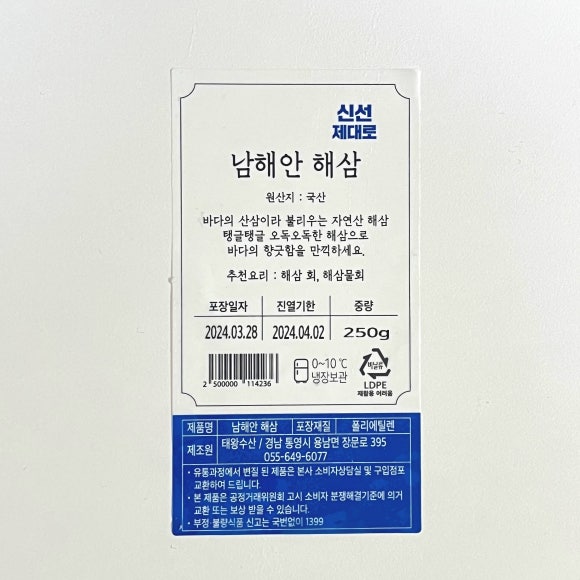 신선
제대로
남해안 해삼
원산지 : 국산
바다의 산삼이라 불리우는 자연산 해삼
탱글탱글 오독오독한 해삼으로
바다의 향긋함을 만끽하세요.
추천요리 : 해삼 회, 해삼물회
포장일자 진열기한 중량
2024.03.28 2024.04.02 250g
2 500000 114236
0~10 ℃
냉장보관
비닐류
LDPE
재활용 어려움
제품명 남해안 해삼 포장재질 폴리에틸렌
제조원 태왕수산 / 경남 통영시 용남면 장문로 395
055-649-6077
· 유통과정에서 변질 된 제품은 본사 소비자상담실 및 구입점포
교환하여 드립니다.
· 본 제품은 공정거래위원회 고시 소비자 분쟁해결기준에 의거
교환 또는 보상 받을 수 있습니다.
· 부정·불량식품 신고는 국번없이 1399